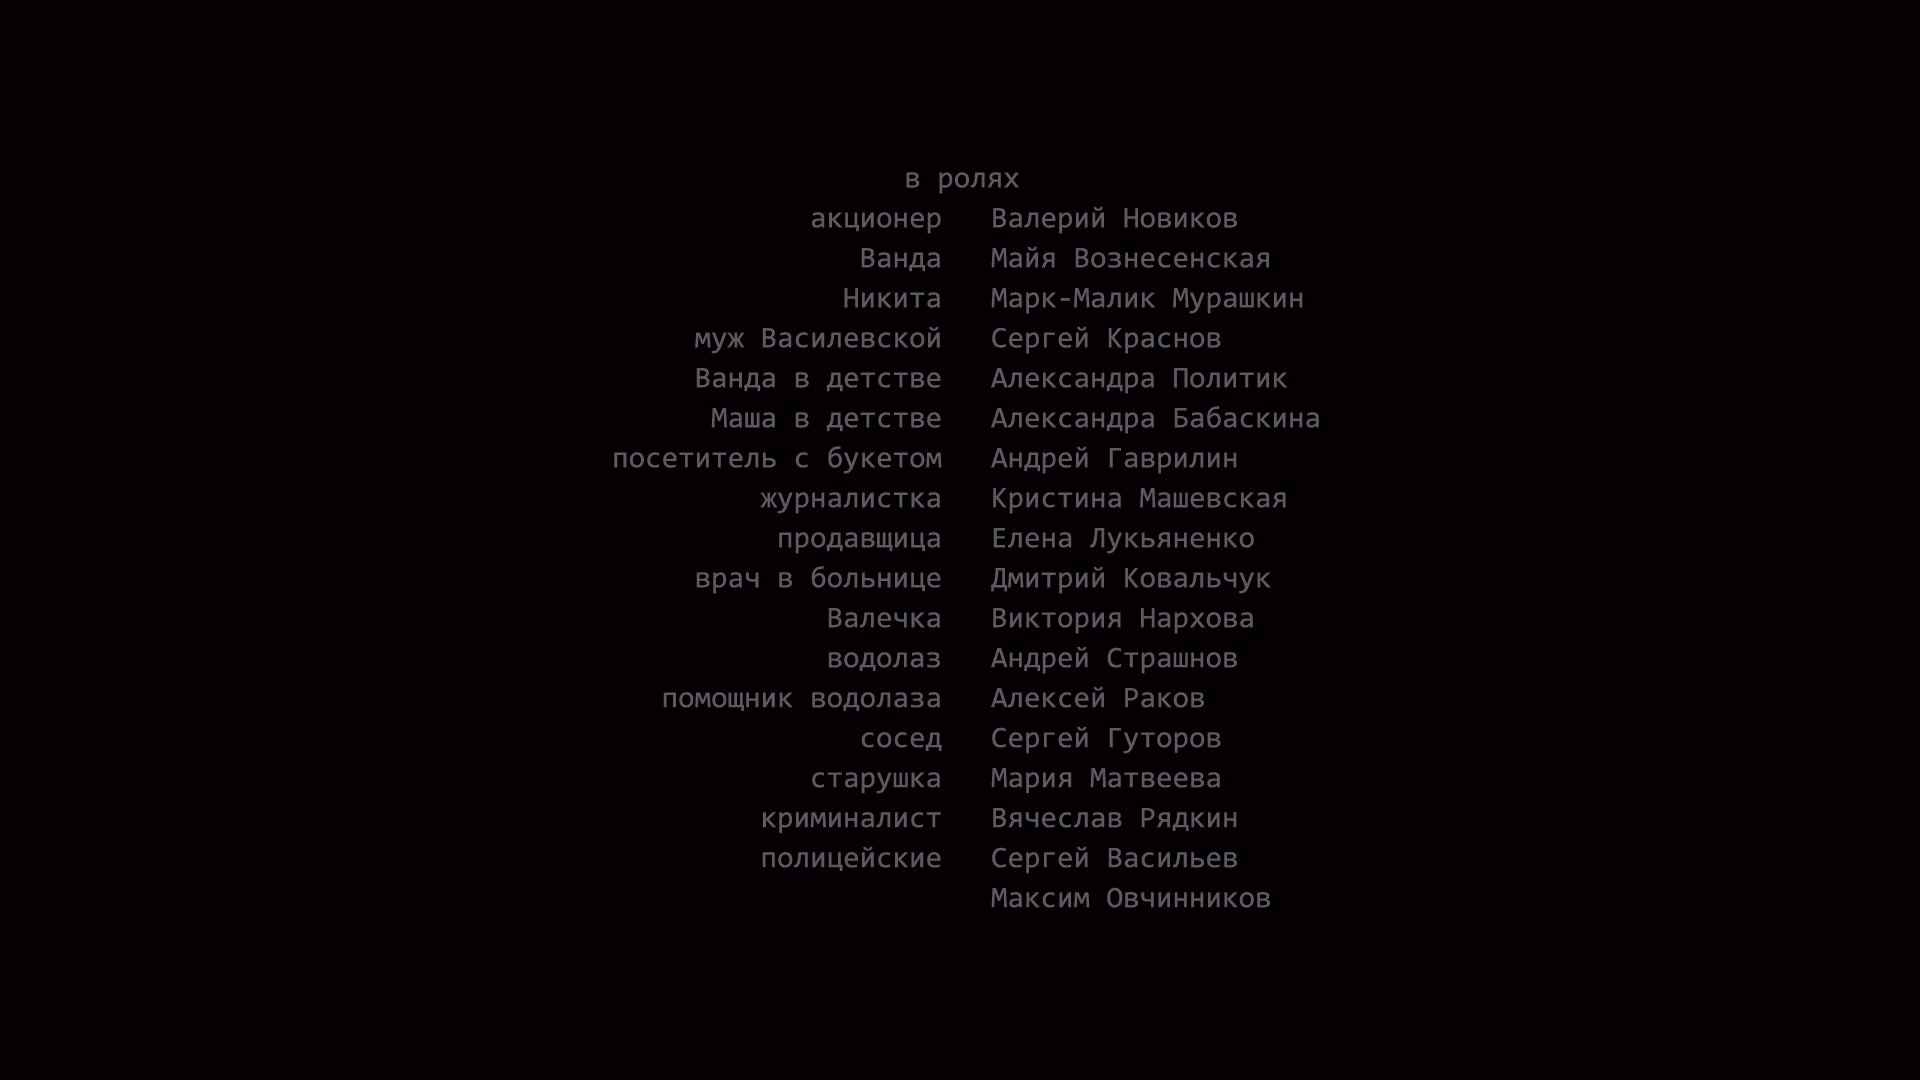 в ролях
акционер Валерий Новиков
Ванда Майя Вознесенская
Никита Марк-Малик Мурашкин
муж Василевской Сергей Краснов
Ванда в детстве Александра Политик
Маша в детстве Александра Бабаскина
посетитель с букетом Андрей Гаврилин
журналистка Кристина Машевская
продавщица Елена Лукьяненко
врач в больнице Дмитрий Ковальчук
Валечка Виктория Нархова
водолаз Андрей Страшнов
помощник водолаза Алексей Раков
сосед Сергей Гуторов
старушка Мария Матвеева
криминалист Вячеслав Рядкин
полицейские Сергей Васильев
Максим Овчинников